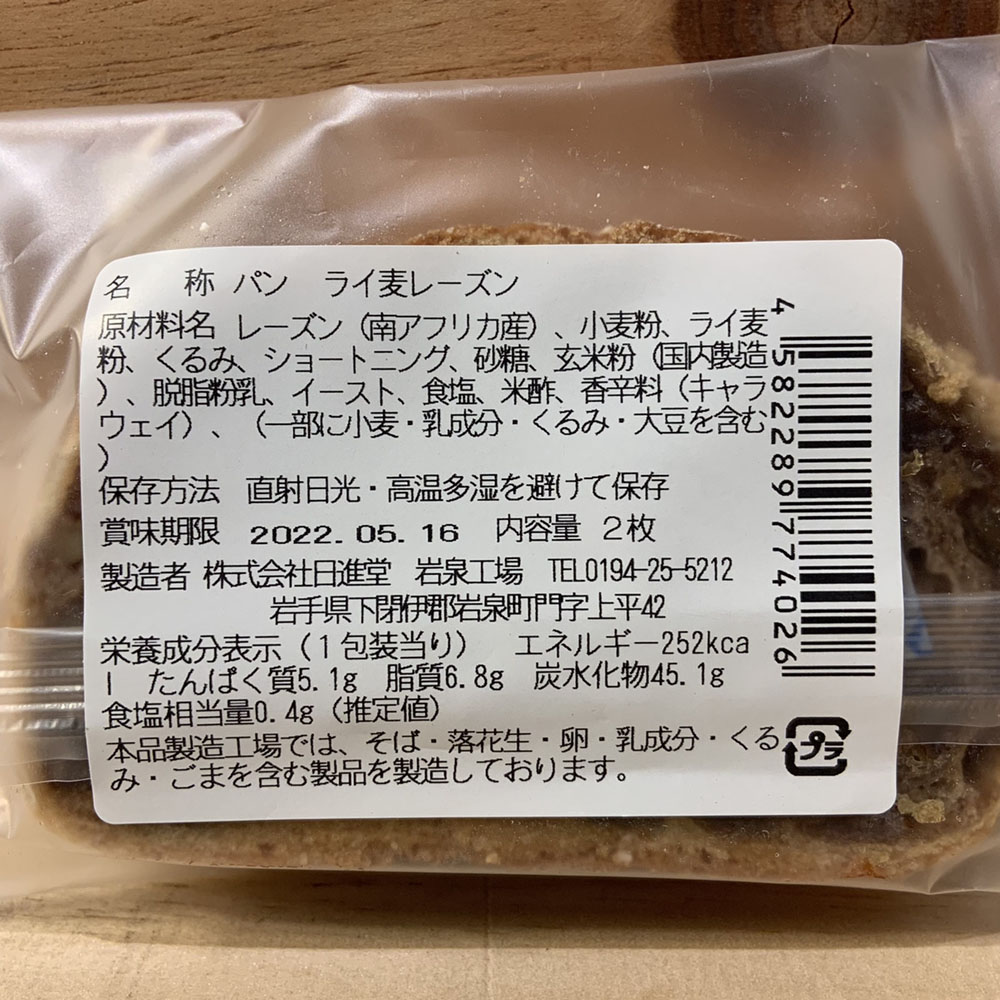 名　称 パン　ライ麦レーズン
原材料名 レーズン（南アフリカ産）、小麦粉、ライ麦
粉、くるみ、ショートニング、砂糖、玄米粉（国内製造
）、脱脂粉乳、イースト、食塩、米酢、香辛料（キャラ
ウェイ）、（一部に小麦・乳成分・くるみ・大豆を含む
）
保存方法　直射日光・高温多湿を避けて保存
賞味期限　2022.05.16　内容量 2枚
製造者 株式会社日進堂　岩泉工場　TEL0194-25-5212
岩手県下閉伊郡岩泉町門字上平42
栄養成分表示（1包装当り）　エネルギー252kca
l　たんぱく質5.1g　脂質6.8g　炭水化物45.1g
食塩相当量0.4g（推定値）
本品製造工場では、そば・落花生・卵・乳成分・くる
み・ごまを含む製品を製造しております。
4582289774026
プラ